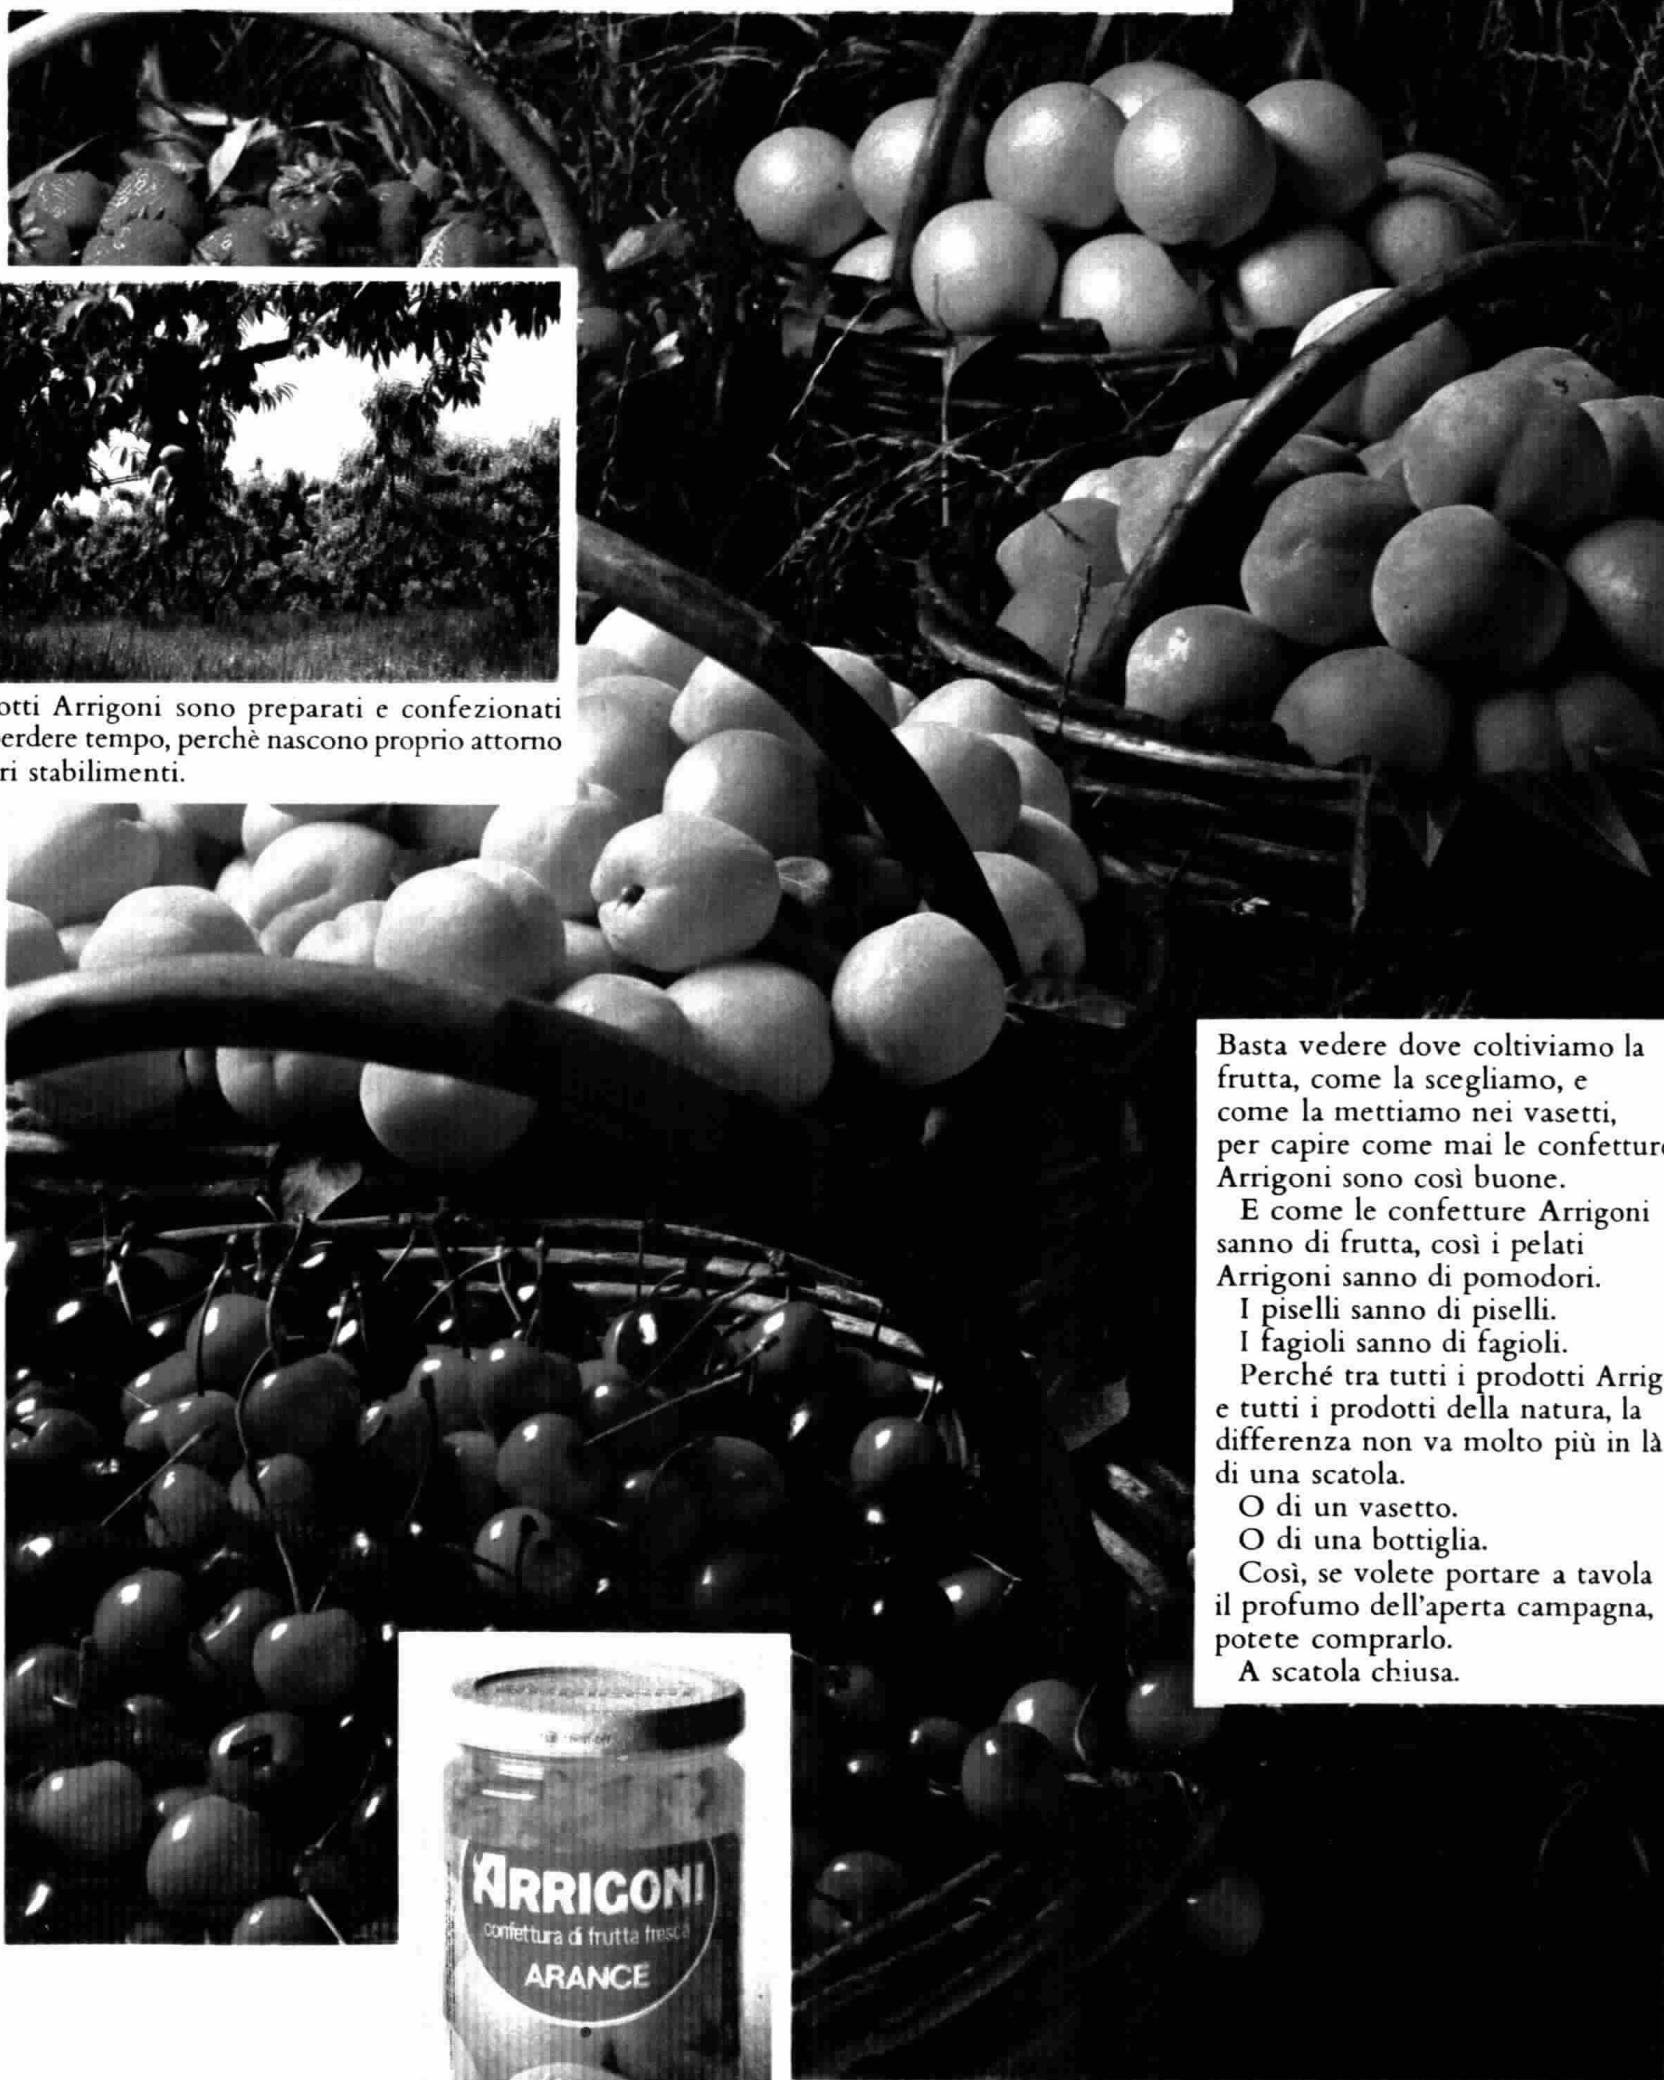 otti Arrigoni sono preparati e confezionati
erdere tempo, perchè nascono proprio attorno
ri stabilimenti.
Basta vedere dove coltiviamo la
frutta, come la scegliamo, e
come la mettiamo nei vasetti,
per capire come mai le confetture
Arrigoni sono così buone.
E come le confetture Arrigoni
sanno di frutta, così i pelati
Arrigoni sanno di pomodori.
I piselli sanno di piselli.
I fagioli sanno di fagioli.
Perché tra tutti i prodotti Arrig
e tutti i prodotti della natura, la
differenza non va molto più in là
di una scatola.
O di un vasetto.
O di una bottiglia.
Così, se volete portare a tavola
il profumo dell'aperta campagna,
potete comprarlo.
A scatola chiusa.
ARRIGONI
confettura di frutta fresca
ARANCE